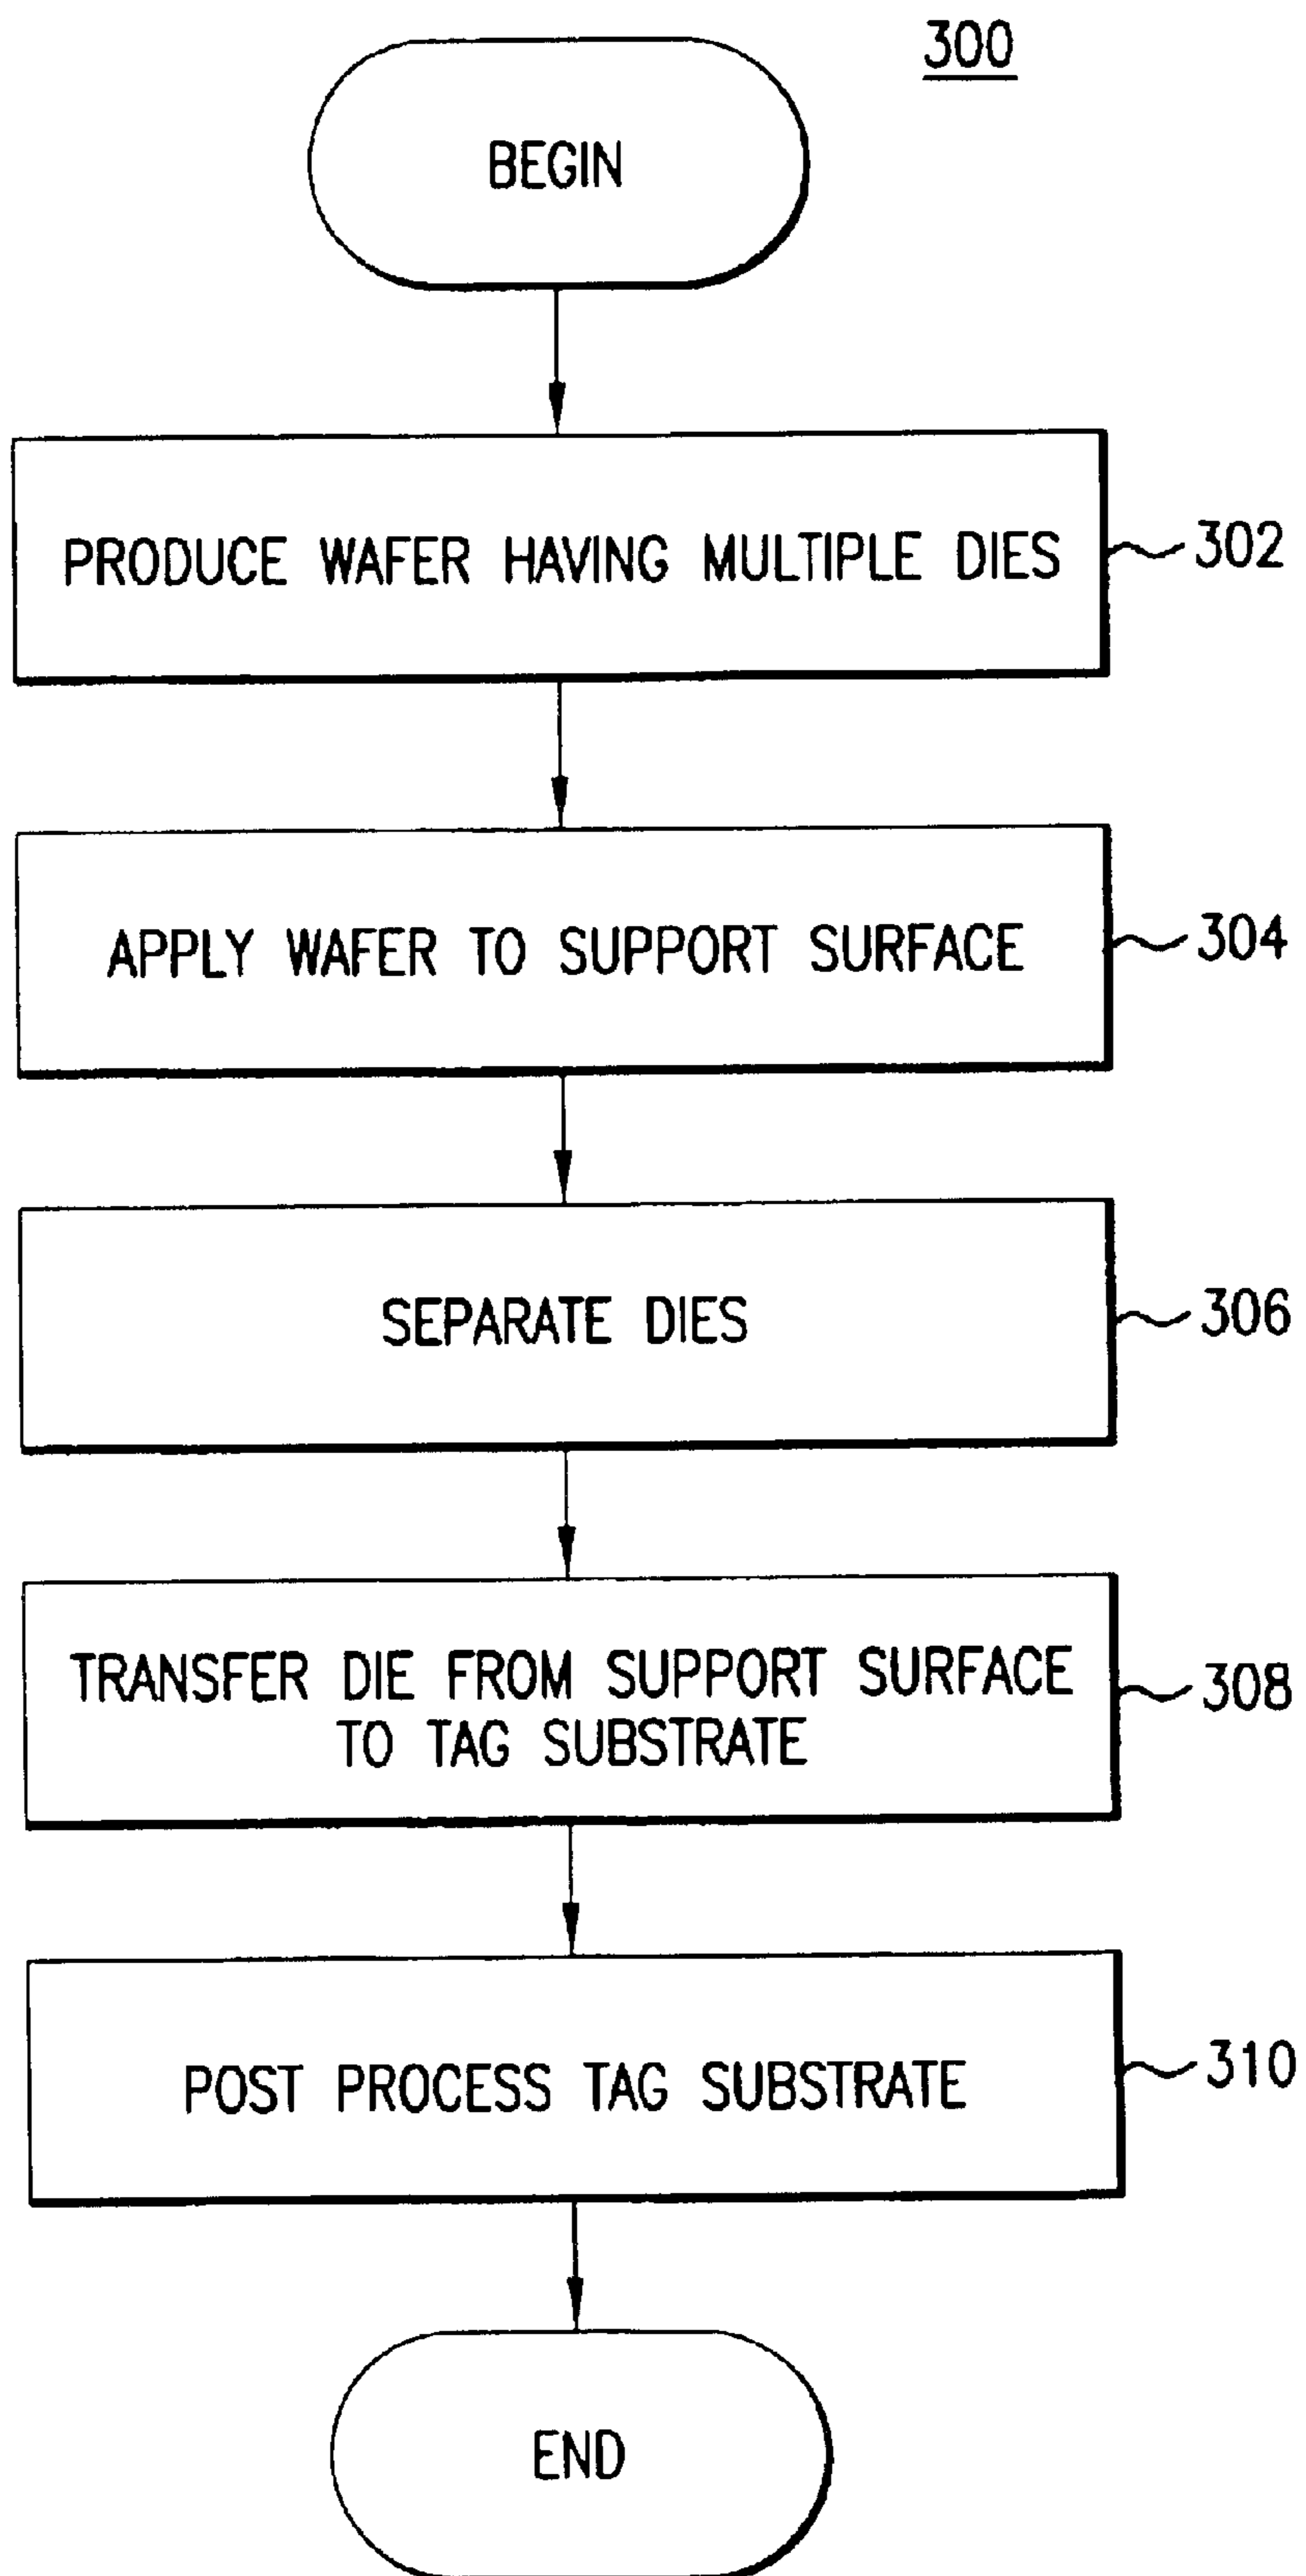 300
BEGIN
PRODUCE WAFER HAVING MULTIPLE DIES
302
APPLY WAFER TO SUPPORT SURFACE
304
SEPARATE DIES
306
TRANSFER DIE FROM SUPPORT SURFACE
TO TAG SUBSTRATE
308
POST PROCESS TAG SUBSTRATE
310
END